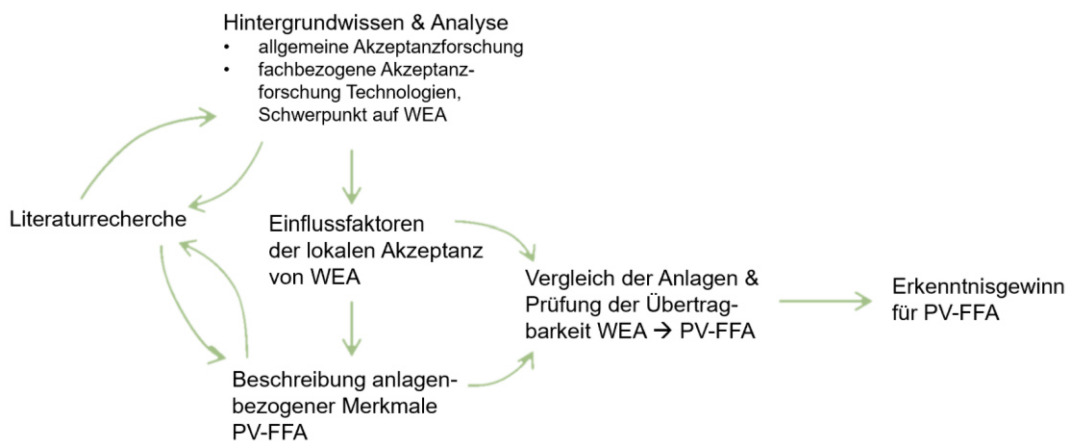 Hintergrundwissen & Analyse
• allgemeine Akzeptanzforschung
• fachbezogene Akzeptanz-
forschung Technologien,
Schwerpunkt auf WEA
Literaturrecherche
Einflussfaktoren
der lokalen Akzeptanz
von WEA
Vergleich der Anlagen &
Prüfung der Übertrag-
barkeit WEA → PV-FFA
Erkenntnisgewinn
für PV-FFA
Beschreibung anlagen-
bezogener Merkmale
PV-FFA